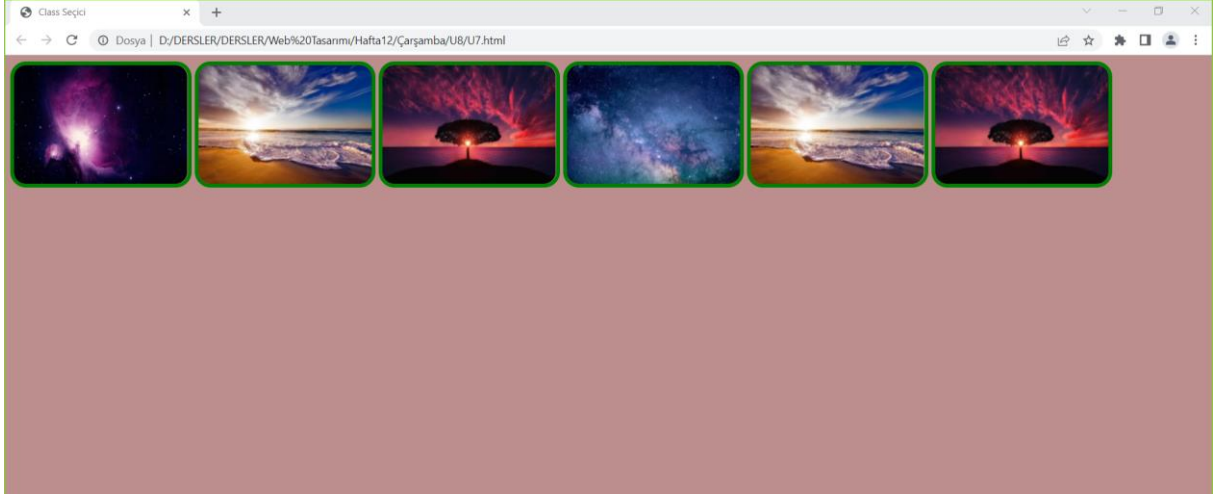 Class Seçici
Dosya | D:/DERSLER/DERSLER/Web%20Tasarımı/Hafta12/Çarşamba/U8/U7.html